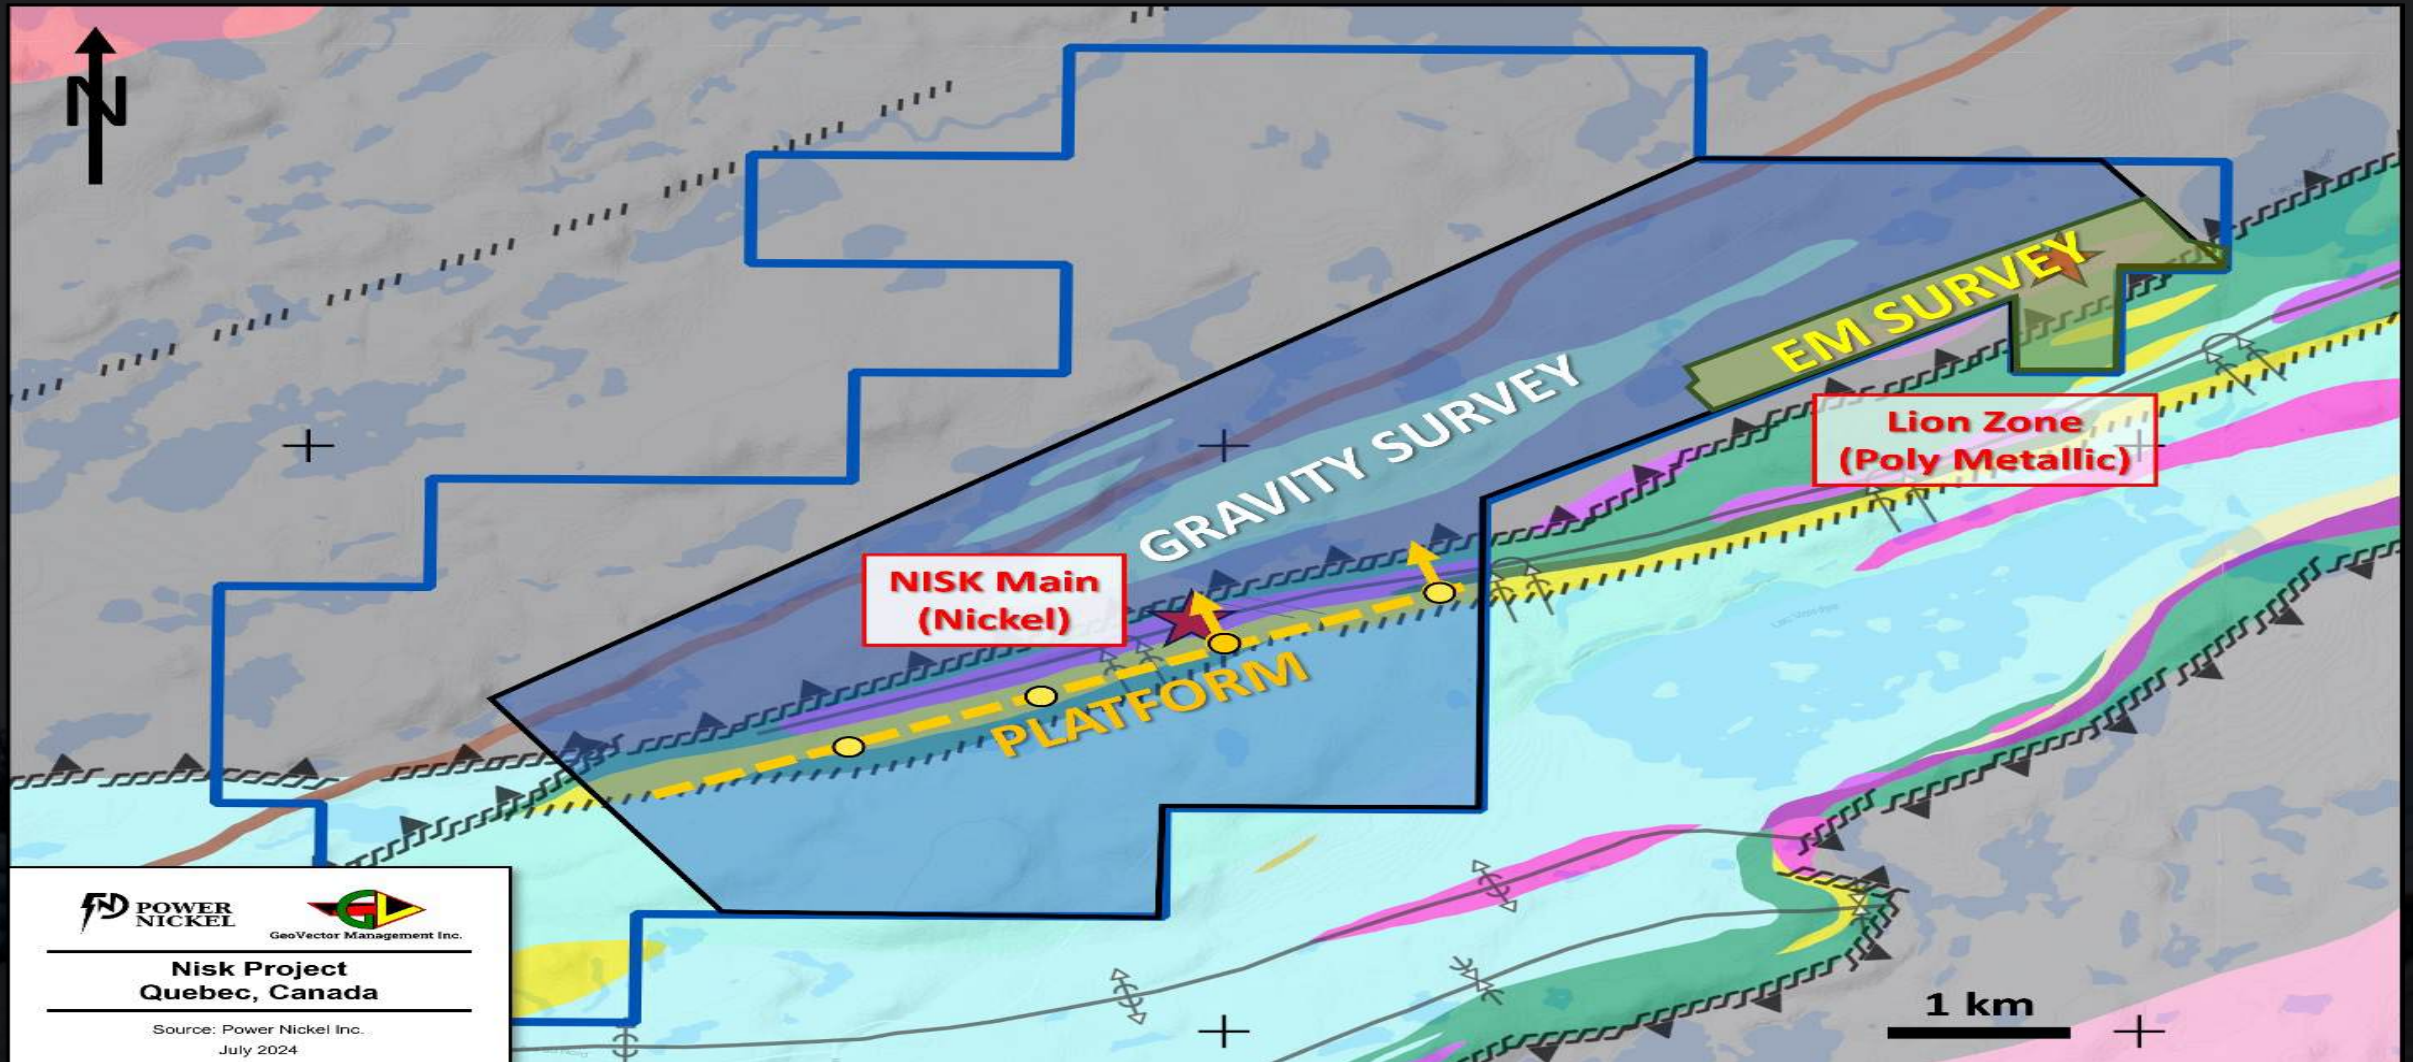 N
EM SURVEY
GRAVITY SURVEY
Lion Zone
(Poly Metallic)
NISK Main
(Nickel)
PLATFORM
POWER
NICKEL
GeoVector Management Inc.
Nisk Project
Quebec, Canada
Source: Power Nickel Inc.
July 2024
1 km